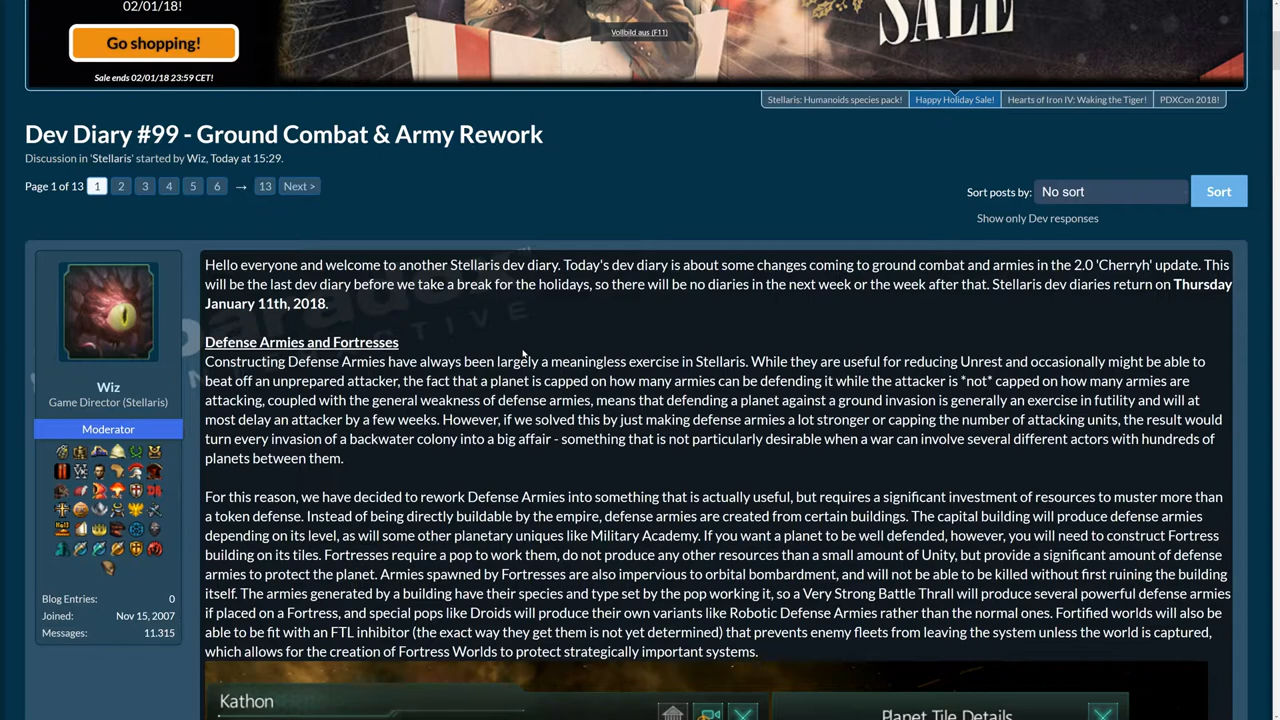 02/01/18!
Go shopping!
Sale ends 02/01/18 23:59 CET!
Vollbild aus (F11)
SALE
Stellaris: Humanoids species pack!
Happy Holiday Sale!
Hearts of Iron IV: Waking the Tiger!
PDXCon 2018!
Dev Diary #99 - Ground Combat & Army Rework
Discussion in 'Stellaris' started by Wiz, Today at 15:29.
Page 1 of 13 1 2 3 4 5 6 → 13 Next >
Sort posts by: No sort Sort
Show only Dev responses
Wiz
Game Director (Stellaris)
Moderator
Blog Entries: 0
Joined: Nov 15, 2007
Messages: 11.315
Hello everyone and welcome to another Stellaris dev diary. Today's dev diary is about some changes coming to ground combat and armies in the 2.0 'Cherryh' update. This
will be the last dev diary before we take a break for the holidays, so there will be no diaries in the next week or the week after that. Stellaris dev diaries return on Thursday
January 11th, 2018.
Defense Armies and Fortresses
Constructing Defense Armies have always been largely a meaningless exercise in Stellaris. While they are useful for reducing Unrest and occasionally might be able to
beat off an unprepared attacker, the fact that a planet is capped on how many armies can be defending it while the attacker is *not* capped on how many armies are
attacking, coupled with the general weakness of defense armies, means that defending a planet against a ground invasion is generally an exercise in futility and will at
most delay an attacker by a few weeks. However, if we solved this by just making defense armies a lot stronger or capping the number of attacking units, the result would
turn every invasion of a backwater colony into a big affair - something that is not particularly desirable when a war can involve several different actors with hundreds of
planets between them.
For this reason, we have decided to rework Defense Armies into something that is actually useful, but requires a significant investment of resources to muster more than
a token defense. Instead of being directly buildable by the empire, defense armies are created from certain buildings. The capital building will produce defense armies
depending on its level, as will some other planetary uniques like Military Academy. If you want a planet to be well defended, however, you will need to construct Fortress
building on its tiles. Fortresses require a pop to work them, do not produce any other resources than a small amount of Unity, but provide a significant amount of defense
armies to protect the planet. Armies spawned by Fortresses are also impervious to orbital bombardment, and will not be able to be killed without first ruining the building
itself. The armies generated by a building have their species and type set by the pop working it, so a Very Strong Battle Thrall will produce several powerful defense armies
if placed on a Fortress, and special pops like Droids will produce their own variants like Robotic Defense Armies rather than the normal ones. Fortified worlds will also be
able to be fit with an FTL inhibitor (the exact way they get them is not yet determined) that prevents enemy fleets from leaving the system unless the world is captured,
which allows for the creation of Fortress Worlds to protect strategically important systems.
Kathon
Planet Tile Details